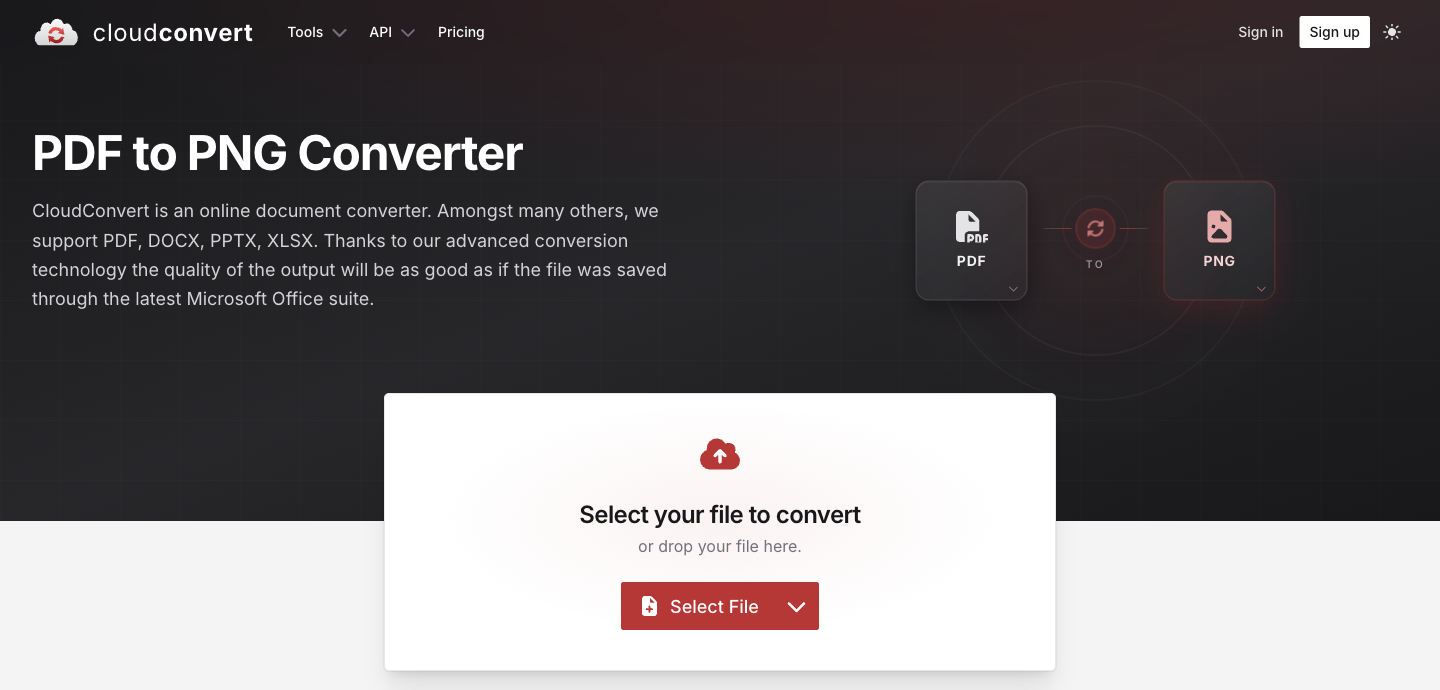 cloudconvert
Tools
API
Pricing
Sign in
Sign up
PDF to PNG Converter
CloudConvert is an online document converter. Amongst many others, we
support PDF, DOCX, PPTX, XLSX. Thanks to our advanced conversion
technology the quality of the output will be as good as if the file was saved
through the latest Microsoft Office suite.
PDF
PDF
TO
PNG
Select your file to convert
or drop your file here.
Select File